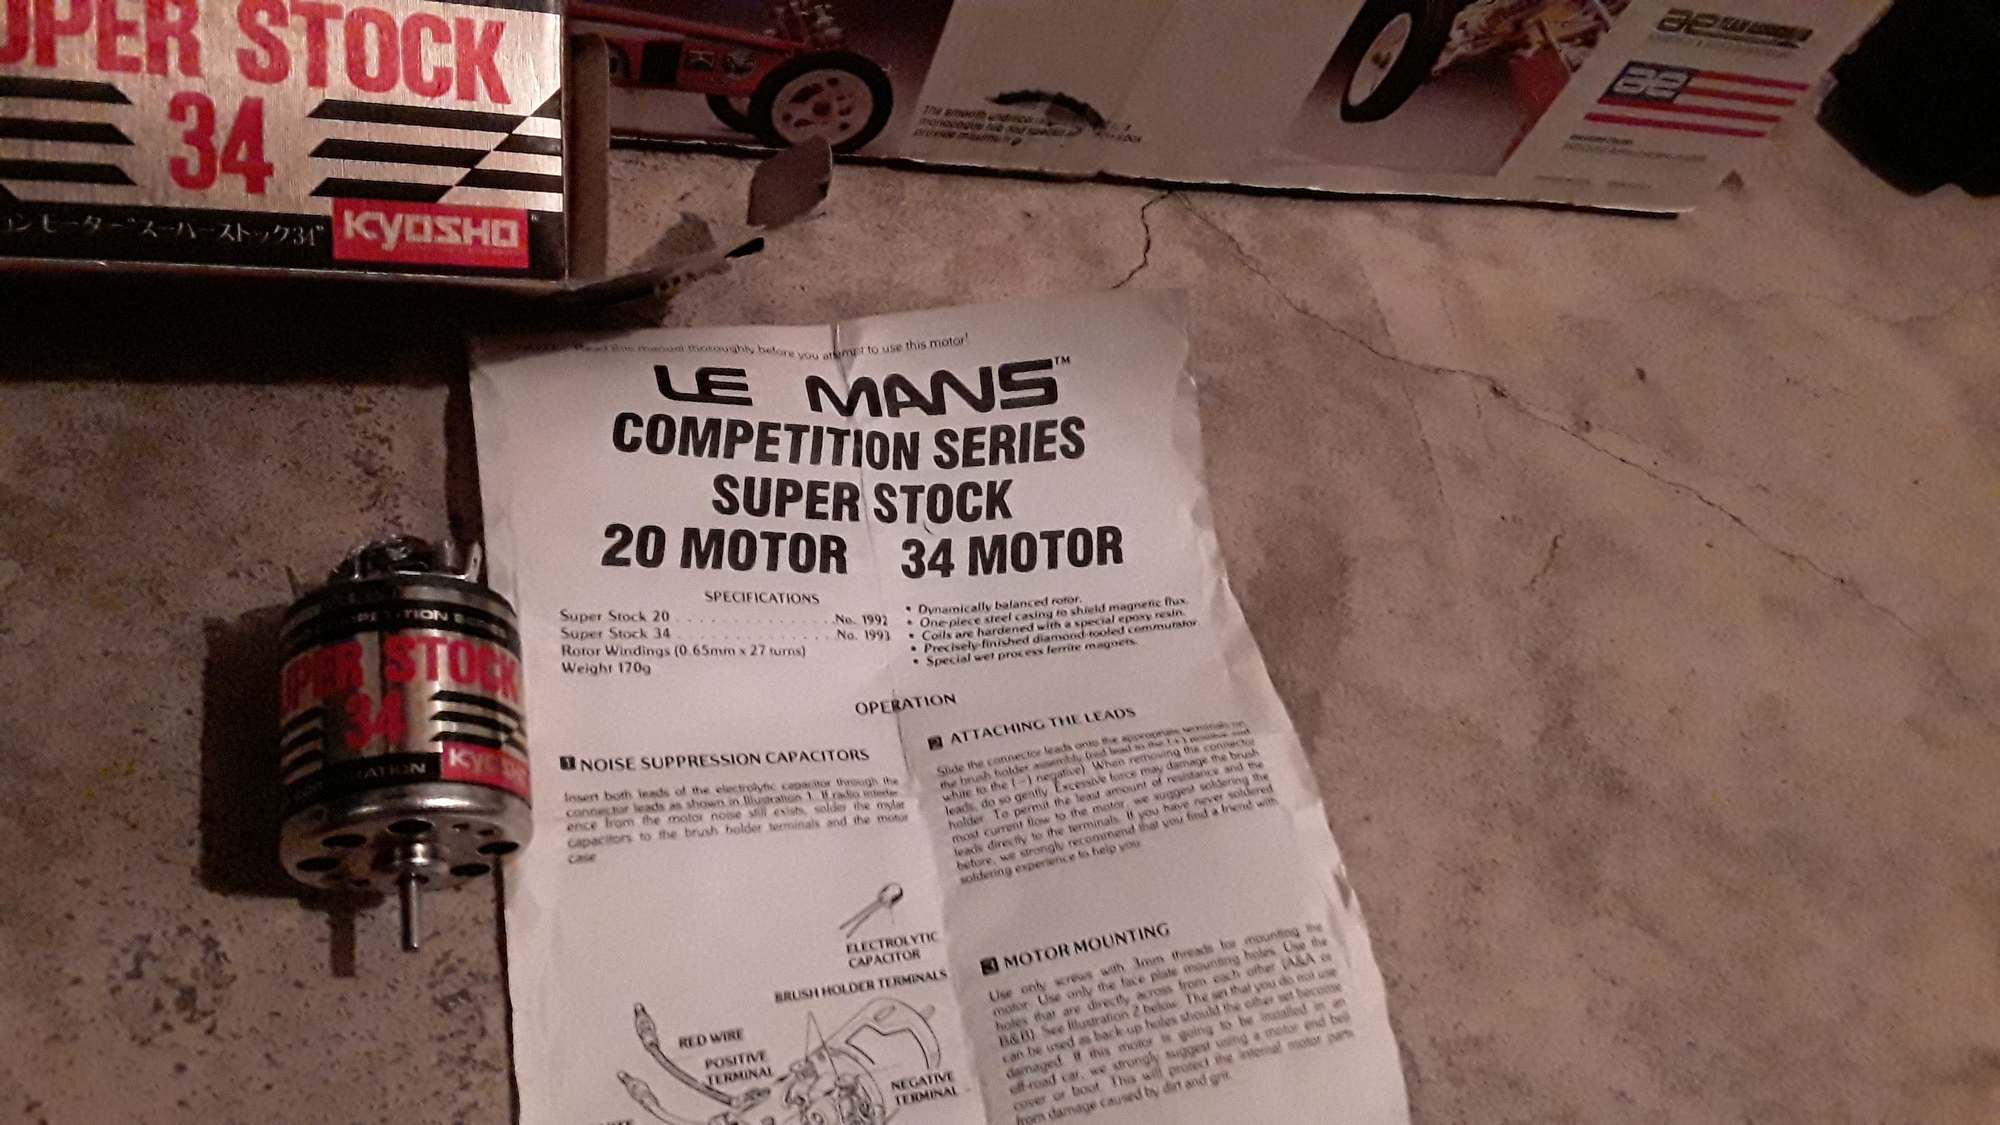 UPER STOCK
34
ン モーター"スーパーストック34"
KYOSHO
The smooth
ae TEAM ASSOCIATED
ae
Read this manual thoroughly before you attempt to use this motor!
LE MANS™
COMPETITION SERIES
SUPER STOCK
20 MOTOR 34 MOTOR
SPECIFICATIONS
Super Stock 20 . . . . . . . . . . . . . . .No. 1992
Super Stock 34 . . . . . . . . . . . . . . .No. 1993
Rotor Windings (0.65mm x 27 turns)
Weight 170g
• Dynamically balanced rotor.
• One-piece steel casing to shield magnetic flux.
• Coils are hardened with a special epoxy resin.
• Precisely-finished diamond-tooled commutator.
• Special wet process ferrite magnets.
OPERATION
1 NOISE SUPPRESSION CAPACITORS
Insert both leads of the electrolytic capacitor through the
connector leads as shown in Illustration 1. If radio interfer-
ence from the motor noise still exists, solder the mylar
capacitors to the brush holder terminals and the motor
case.
ELECTROLYTIC
CAPACITOR
BRUSH HOLDER TERMINALS
RED WIRE
POSITIVE
TERMINAL
NEGATIVE
TERMINAL
2 ATTACHING THE LEADS
Slide the connector leads onto the appropriate terminals on
the brush holder assembly (red lead to the (+) positive and
white to the (−) negative). When removing the connector
leads, do so gently. Excessive force may damage the brush
holder. To permit the least amount of resistance and the
most current flow to the motor, we suggest soldering the
leads directly to the terminals. If you have never soldered
before, we strongly recommend that you find a friend with
soldering experience to help you.
3 MOTOR MOUNTING
Use only screws with 3mm threads for mounting the
motor. Use only the face plate mounting holes. Use the
holes that are directly across from each other (A&A or
B&B). See Illustration 2 below. The set that you do not use
can be used as back-up holes should the other set become
damaged. If this motor is going to be installed in an
off-road car, we strongly suggest using a motor end bell
cover or boot. This will protect the internal motor parts
from damage caused by dirt and grit.
COMPETITION
UPER STOCK
34
KYOSHO
ORATION